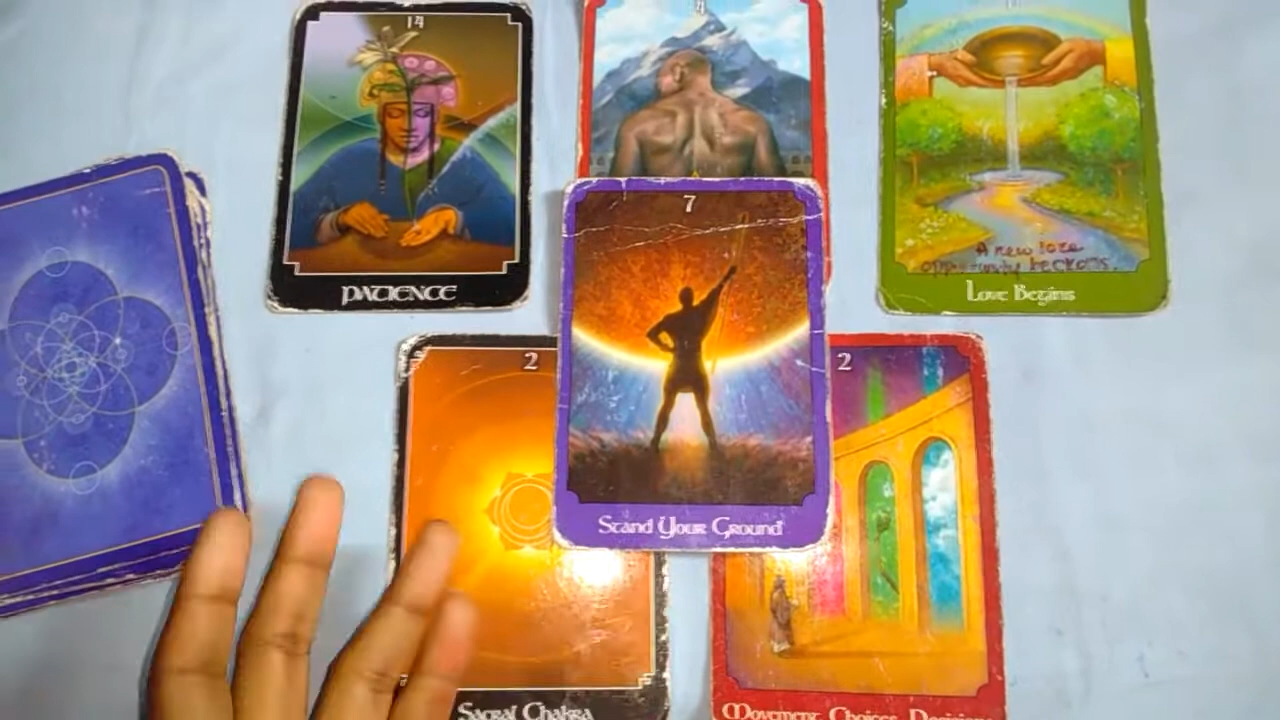 14
PATIENCE
4
A new love
opportunity beckons.
Love Begins
7
Stand Your Ground
2
Sacral Chakra
2
Movement, Choices, Decisions